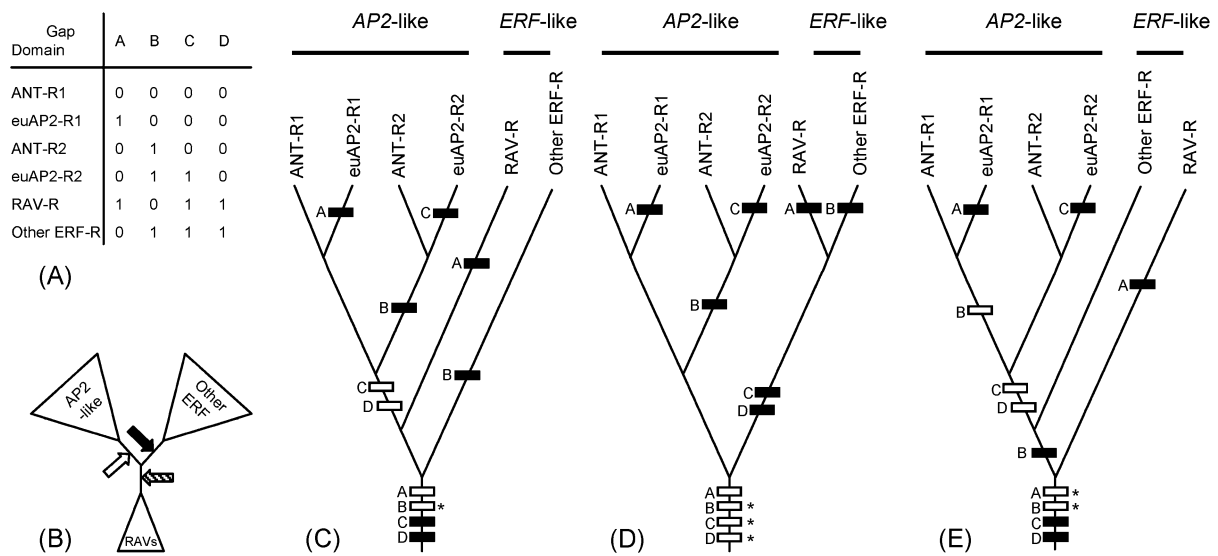 Gap
Domain A B C D
ANT-R1 0 0 0 0
euAP2-R1 1 0 0 0
ANT-R2 0 1 0 0
euAP2-R2 0 1 1 0
RAV-R 1 0 1 1
Other ERF-R 0 1 1 1
(A)
AP2
-like
Other
ERF
RAVs
(B)
AP2-like ERF-like
ANT-R1 euAP2-R1 ANT-R2 euAP2-R2 RAV-R Other ERF-R
A C
A
B
B
C
D
A
B *
C
D
(C)
AP2-like ERF-like
ANT-R1 euAP2-R1 ANT-R2 euAP2-R2 RAV-R Other ERF-R
A C A B
B
C
D
A
B *
C *
D *
(D)
AP2-like ERF-like
ANT-R1 euAP2-R1 ANT-R2 euAP2-R2 Other ERF-R RAV-R
A C
A
B
C
D
B
A *
B *
C
D
(E)